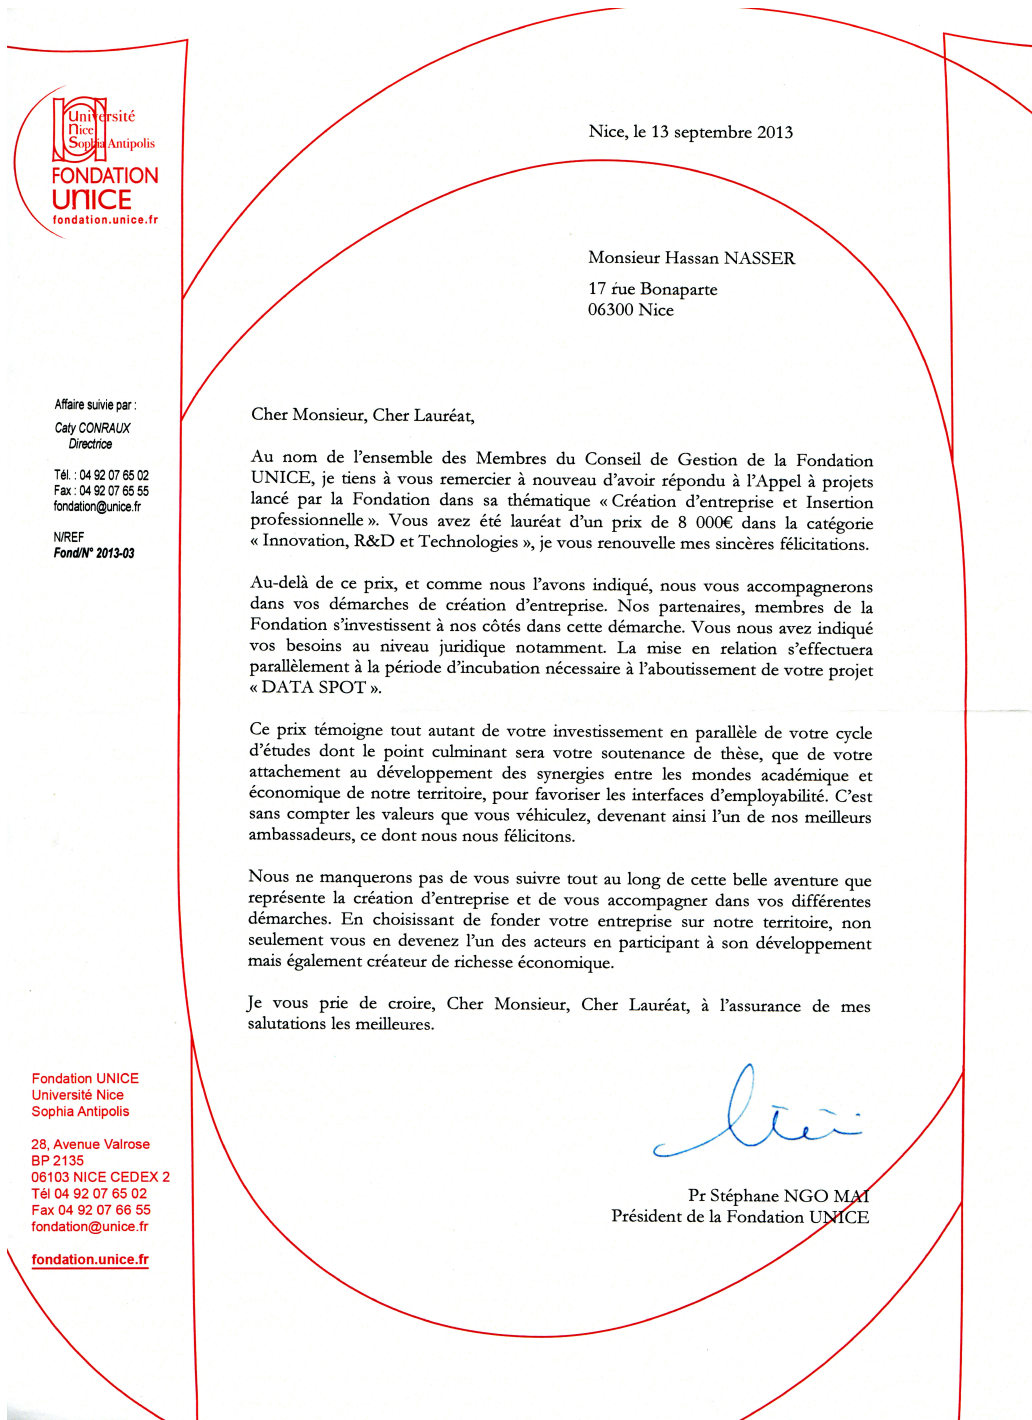 Université
Nice
Sophia Antipolis
FONDATION
UNICE
fondation.unice.fr
Nice, le 13 septembre 2013
Monsieur Hassan NASSER
17 rue Bonaparte
06300 Nice
Affaire suivie par :
Caty CONRAUX
Directrice
Tél. : 04 92 07 65 02
Fax : 04 92 07 65 55
fondation@unice.fr
N/REF
Fond/N° 2013-03
Cher Monsieur, Cher Lauréat,
Au nom de l'ensemble des Membres du Conseil de Gestion de la Fondation
UNICE, je tiens à vous remercier à nouveau d'avoir répondu à l'Appel à projets
lancé par la Fondation dans sa thématique « Création d'entreprise et Insertion
professionnelle ». Vous avez été lauréat d'un prix de 8 000€ dans la catégorie
« Innovation, R&D et Technologies », je vous renouvelle mes sincères félicitations.
Au-delà de ce prix, et comme nous l'avons indiqué, nous vous accompagnerons
dans vos démarches de création d'entreprise. Nos partenaires, membres de la
Fondation s'investissent à nos côtés dans cette démarche. Vous nous avez indiqué
vos besoins au niveau juridique notamment. La mise en relation s'effectuera
parallèlement à la période d'incubation nécessaire à l'aboutissement de votre projet
« DATA SPOT ».
Ce prix témoigne tout autant de votre investissement en parallèle de votre cycle
d'études dont le point culminant sera votre soutenance de thèse, que de votre
attachement au développement des synergies entre les mondes académique et
économique de notre territoire, pour favoriser les interfaces d'employabilité. C'est
sans compter les valeurs que vous véhiculez, devenant ainsi l'un de nos meilleurs
ambassadeurs, ce dont nous nous félicitons.
Nous ne manquerons pas de vous suivre tout au long de cette belle aventure que
représente la création d'entreprise et de vous accompagner dans vos différentes
démarches. En choisissant de fonder votre entreprise sur notre territoire, non
seulement vous en devenez l'un des acteurs en participant à son développement
mais également créateur de richesse économique.
Je vous prie de croire, Cher Monsieur, Cher Lauréat, à l'assurance de mes
salutations les meilleures.
Pr Stéphane NGO MAI
Président de la Fondation UNICE
Fondation UNICE
Université Nice
Sophia Antipolis
28, Avenue Valrose
BP 2135
06103 NICE CEDEX 2
Tél 04 92 07 65 02
Fax 04 92 07 66 55
fondation@unice.fr
fondation.unice.fr